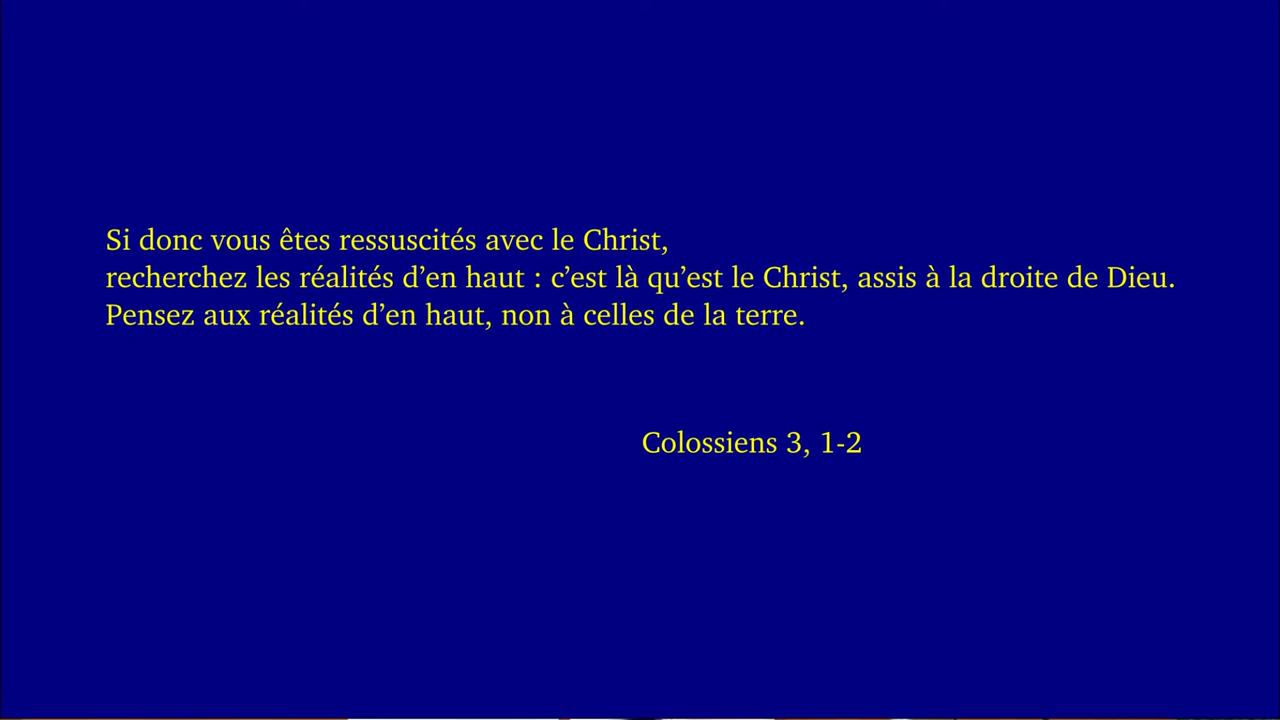 Si donc vous êtes ressuscités avec le Christ,
recherchez les réalités d’en haut : c’est là qu’est le Christ, assis à la droite de Dieu.
Pensez aux réalités d’en haut, non à celles de la terre.
Colossiens 3, 1-2